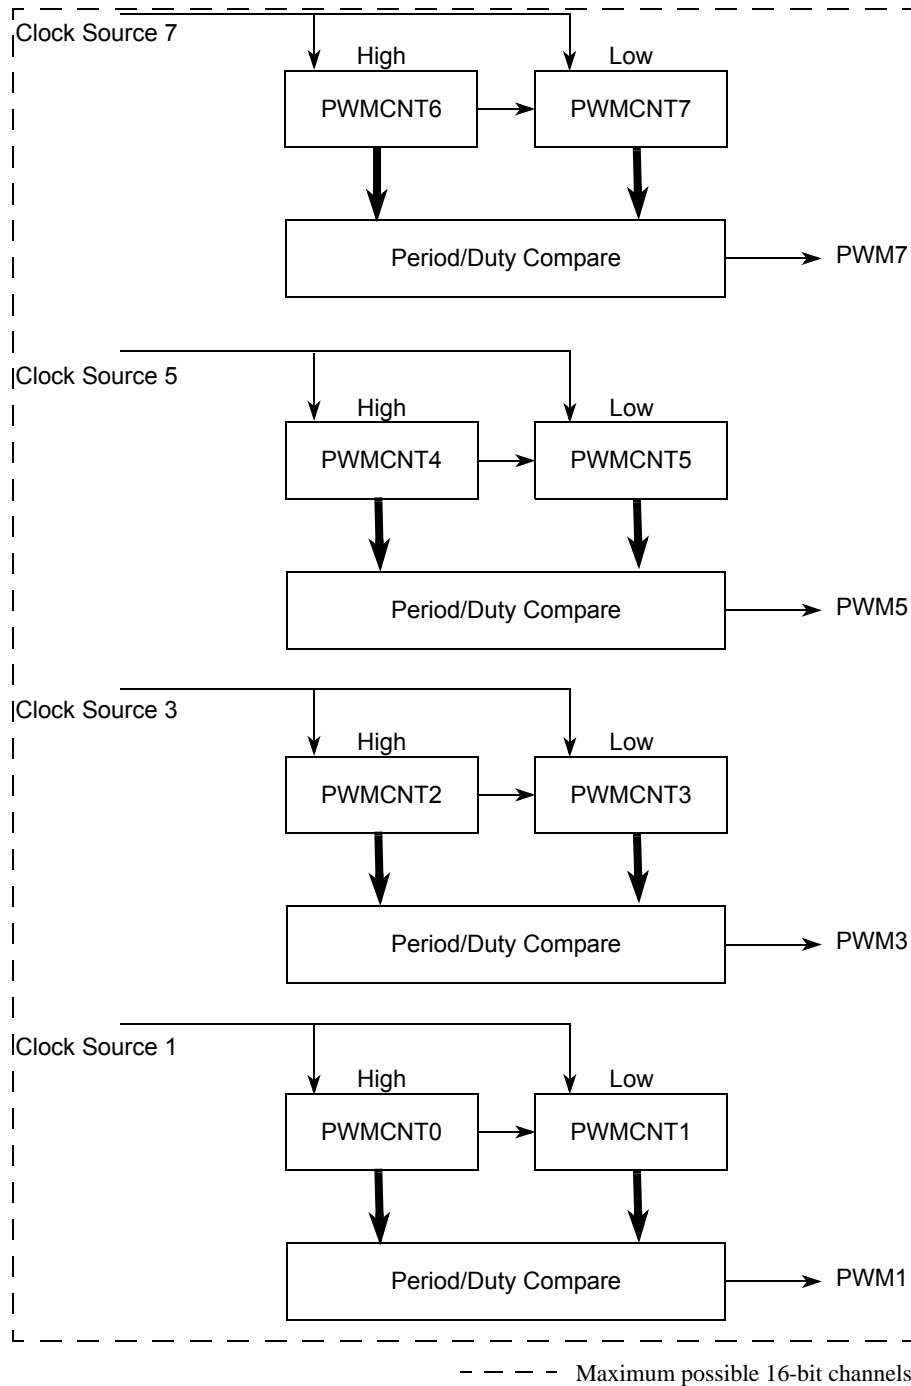 Clock Source 7
High Low
PWMCNT6 PWMCNT7
Period/Duty Compare PWM7
Clock Source 5
High Low
PWMCNT4 PWMCNT5
Period/Duty Compare PWM5
Clock Source 3
High Low
PWMCNT2 PWMCNT3
Period/Duty Compare PWM3
Clock Source 1
High Low
PWMCNT0 PWMCNT1
Period/Duty Compare PWM1
Maximum possible 16-bit channels